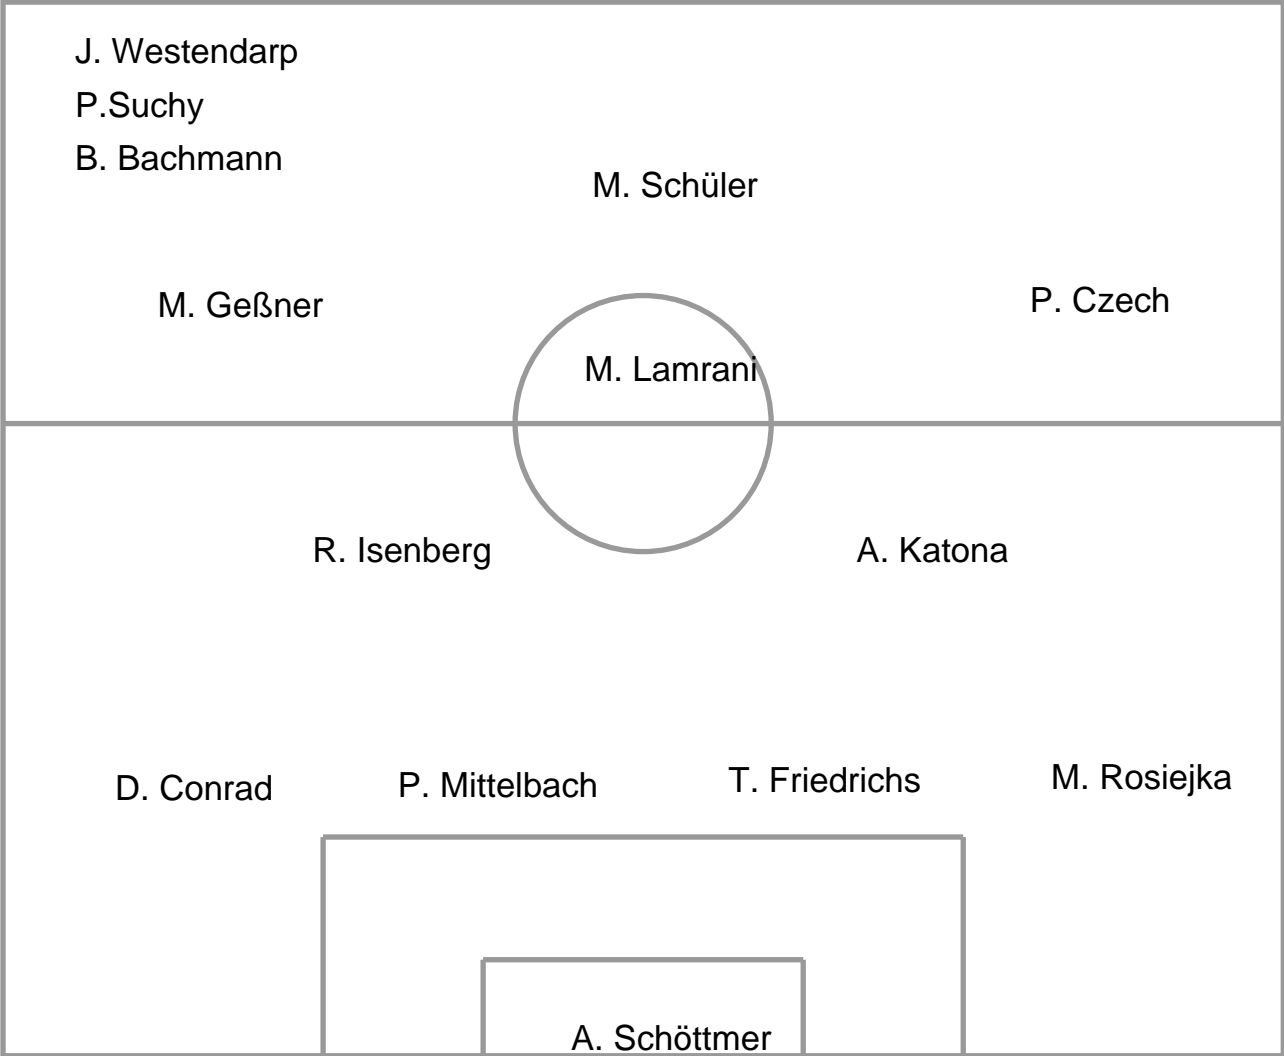 J. Westendarp
P.Suchy
B. Bachmann
M. Schüler
M. Geßner
P. Czech
M. Lamrani
R. Isenberg
A. Katona
D. Conrad
P. Mittelbach
T. Friedrichs
M. Rosiejka
A. Schöttmer